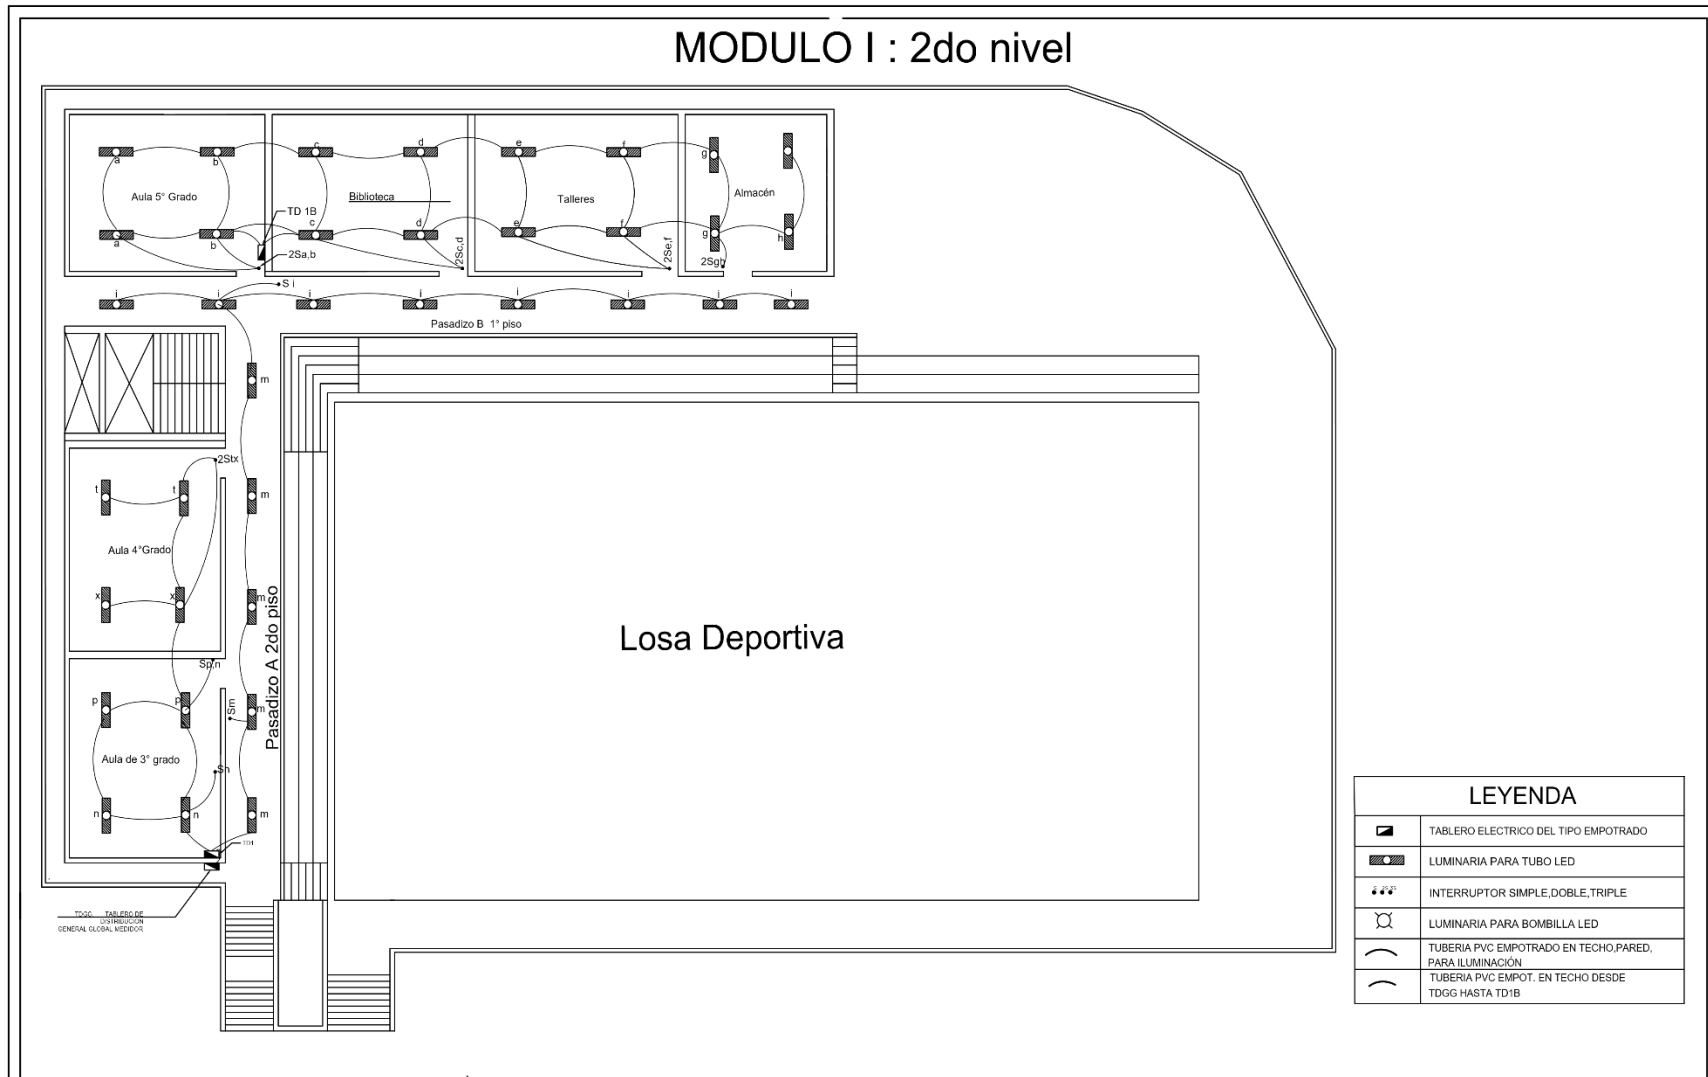 MODULO I : 2do nivel
a
b
c
d
e
f
g
Aula 5° Grado
Biblioteca
Talleres
Almacén
TD 1B
a
b
c
d
e
f
g
h
2Sa,b
2Sc,d
2Se,f
2Sgh
S i
i
i
i
i
i
i
i
i
Pasadizo B 1° piso
m
2Stx
t
t
m
Aula 4°Grado
x
x
m
Pasadizo A 2do piso
Losa Deportiva
Sp,n
p
p
Sm
m
Aula de 3° grado
Sn
n
n
m
TD1
TDGG. TABLERO DE
DISTRIBUCION
GENERAL GLOBAL MEDIDOR
LEYENDA
TABLERO ELECTRICO DEL TIPO EMPOTRADO
LUMINARIA PARA TUBO LED
S 2S 3S
INTERRUPTOR SIMPLE,DOBLE,TRIPLE
LUMINARIA PARA BOMBILLA LED
TUBERIA PVC EMPOTRADO EN TECHO,PARED,
PARA ILUMINACIÓN
TUBERIA PVC EMPOT. EN TECHO DESDE
TDGG HASTA TD1B